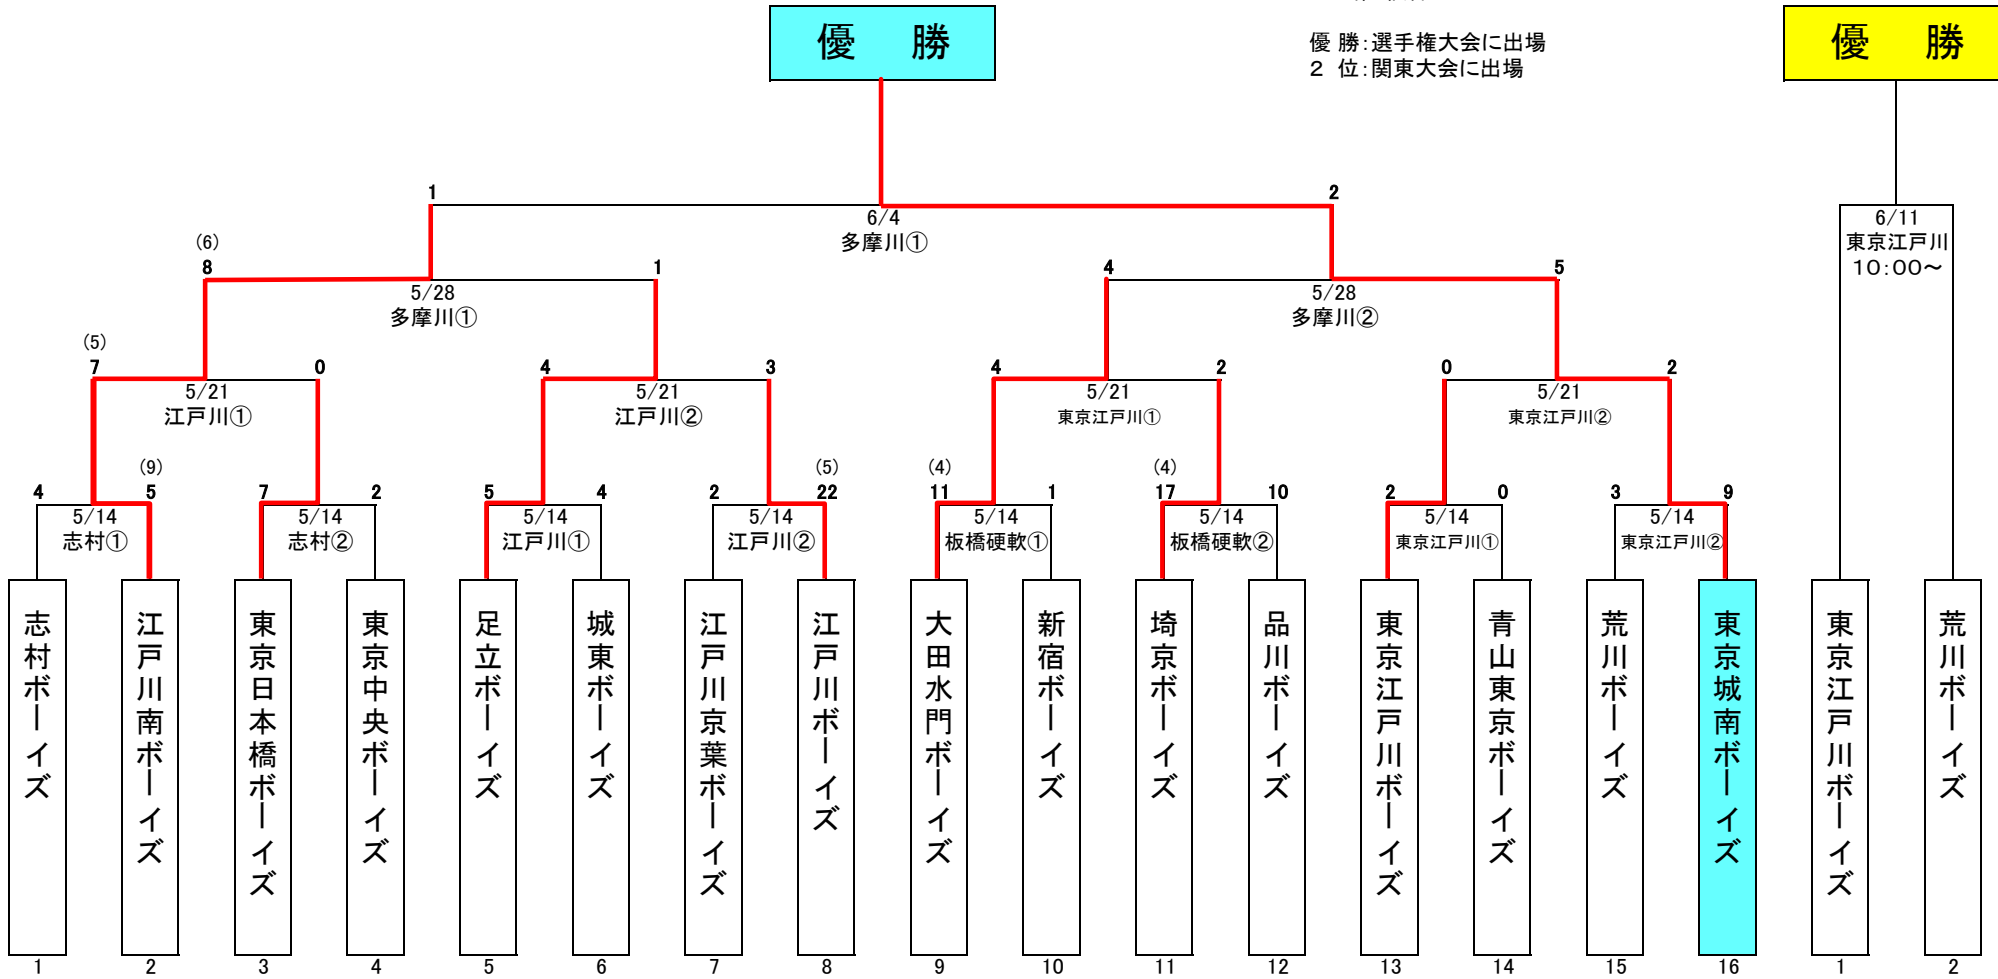 優　勝
優　勝
優 勝：選手権大会に出場
２ 位：関東大会に出場
1
2
6/4
多摩川①
6/11
東京江戸川
10：00～
(6)
8
1
4
5
5/28
多摩川①
5/28
多摩川②
(5)
7
0
4
3
4
2
0
2
5/21
江戸川①
5/21
江戸川②
5/21
東京江戸川①
5/21
東京江戸川②
(9)
(5)
(4)
(4)
4
5
7
2
5
4
2
22
11
1
17
10
2
0
3
9
5/14
志村①
5/14
志村②
5/14
江戸川①
5/14
江戸川②
5/14
板橋硬軟①
5/14
板橋硬軟②
5/14
東京江戸川①
5/14
東京江戸川②
志村ボーイズ
江戸川南ボーイズ
東京日本橋ボーイズ
東京中央ボーイズ
足立ボーイズ
城東ボーイズ
江戸川京葉ボーイズ
江戸川ボーイズ
大田水門ボーイズ
新宿ボーイズ
埼京ボーイズ
品川ボーイズ
東京江戸川ボーイズ
青山東京ボーイズ
荒川ボーイズ
東京城南ボーイズ
東京江戸川ボーイズ
荒川ボーイズ
1
2
3
4
5
6
7
8
9
10
11
12
13
14
15
16
1
2